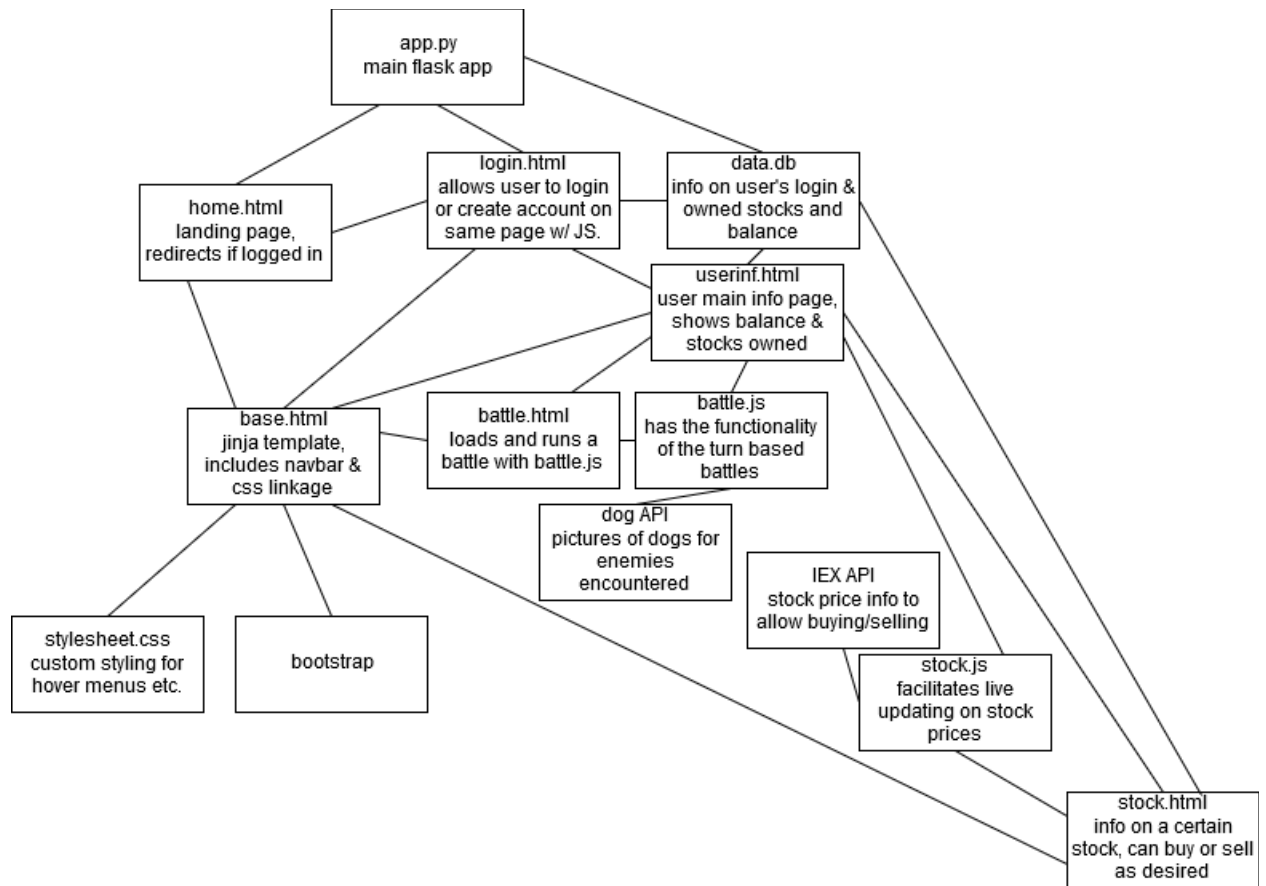 app.py
main flask app
login.html
allows user to login
or create account on
same page w/ JS.
data.db
info on user's login &
owned stocks and
balance
home.html
landing page,
redirects if logged in
userinf.html
user main info page,
shows balance &
stocks owned
base.html
jinja template,
includes navbar &
css linkage
battle.html
loads and runs a
battle with battle.js
battle.js
has the functionality
of the turn based
battles
dog API
pictures of dogs for
enemies
encountered
IEX API
stock price info to
allow buying/selling
stylesheet.css
custom styling for
hover menus etc.
bootstrap
stock.js
facilitates live
updating on stock
prices
stock.html
info on a certain
stock, can buy or sell
as desired